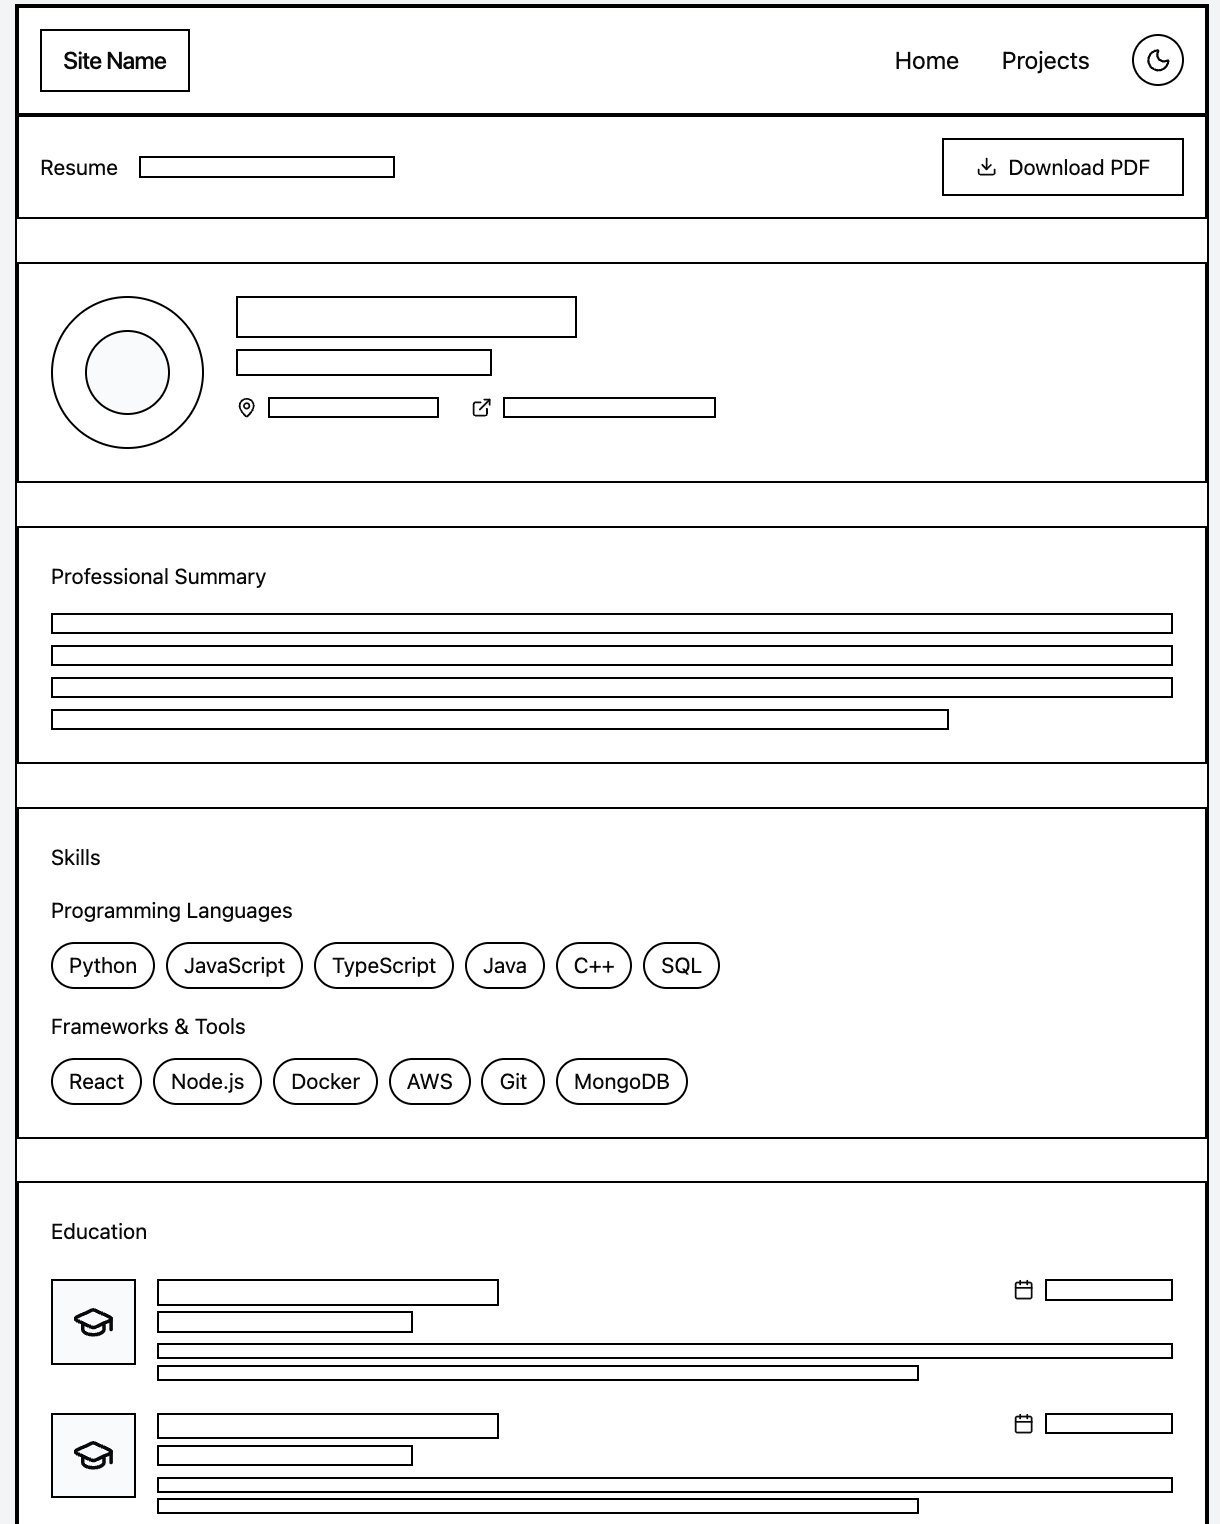 Site Name
Home Projects
Resume
Download PDF
Professional Summary
Skills
Programming Languages
Python JavaScript TypeScript Java C++ SQL
Frameworks & Tools
React Node.js Docker AWS Git MongoDB
Education